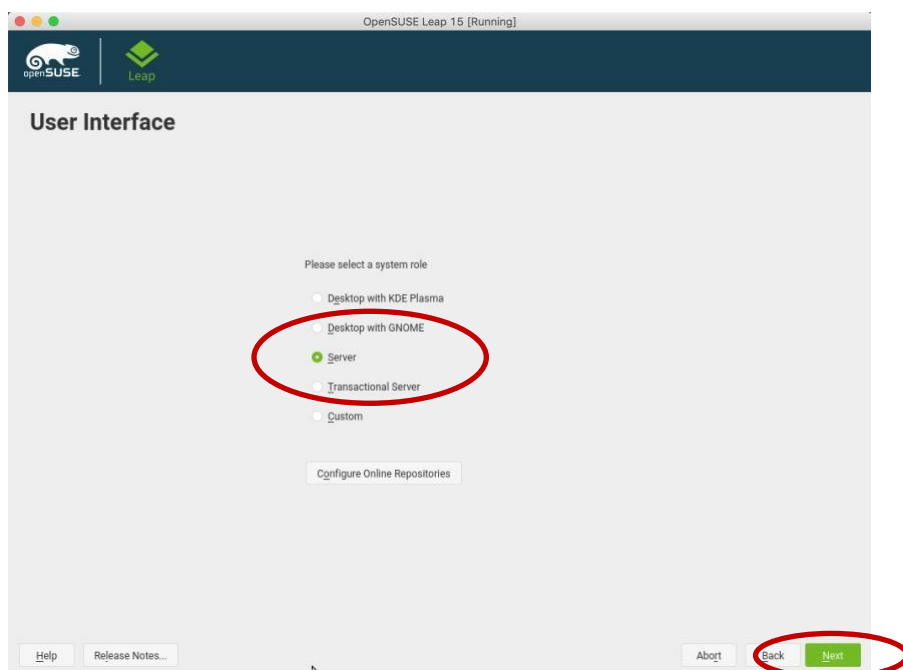 OpenSUSE Leap 15 [Running]
openSUSE
Leap
User Interface
Please select a system role
Desktop with KDE Plasma
Desktop with GNOME
Server
Transactional Server
Custom
Configure Online Repositories
Help Release Notes... Abort Back Next